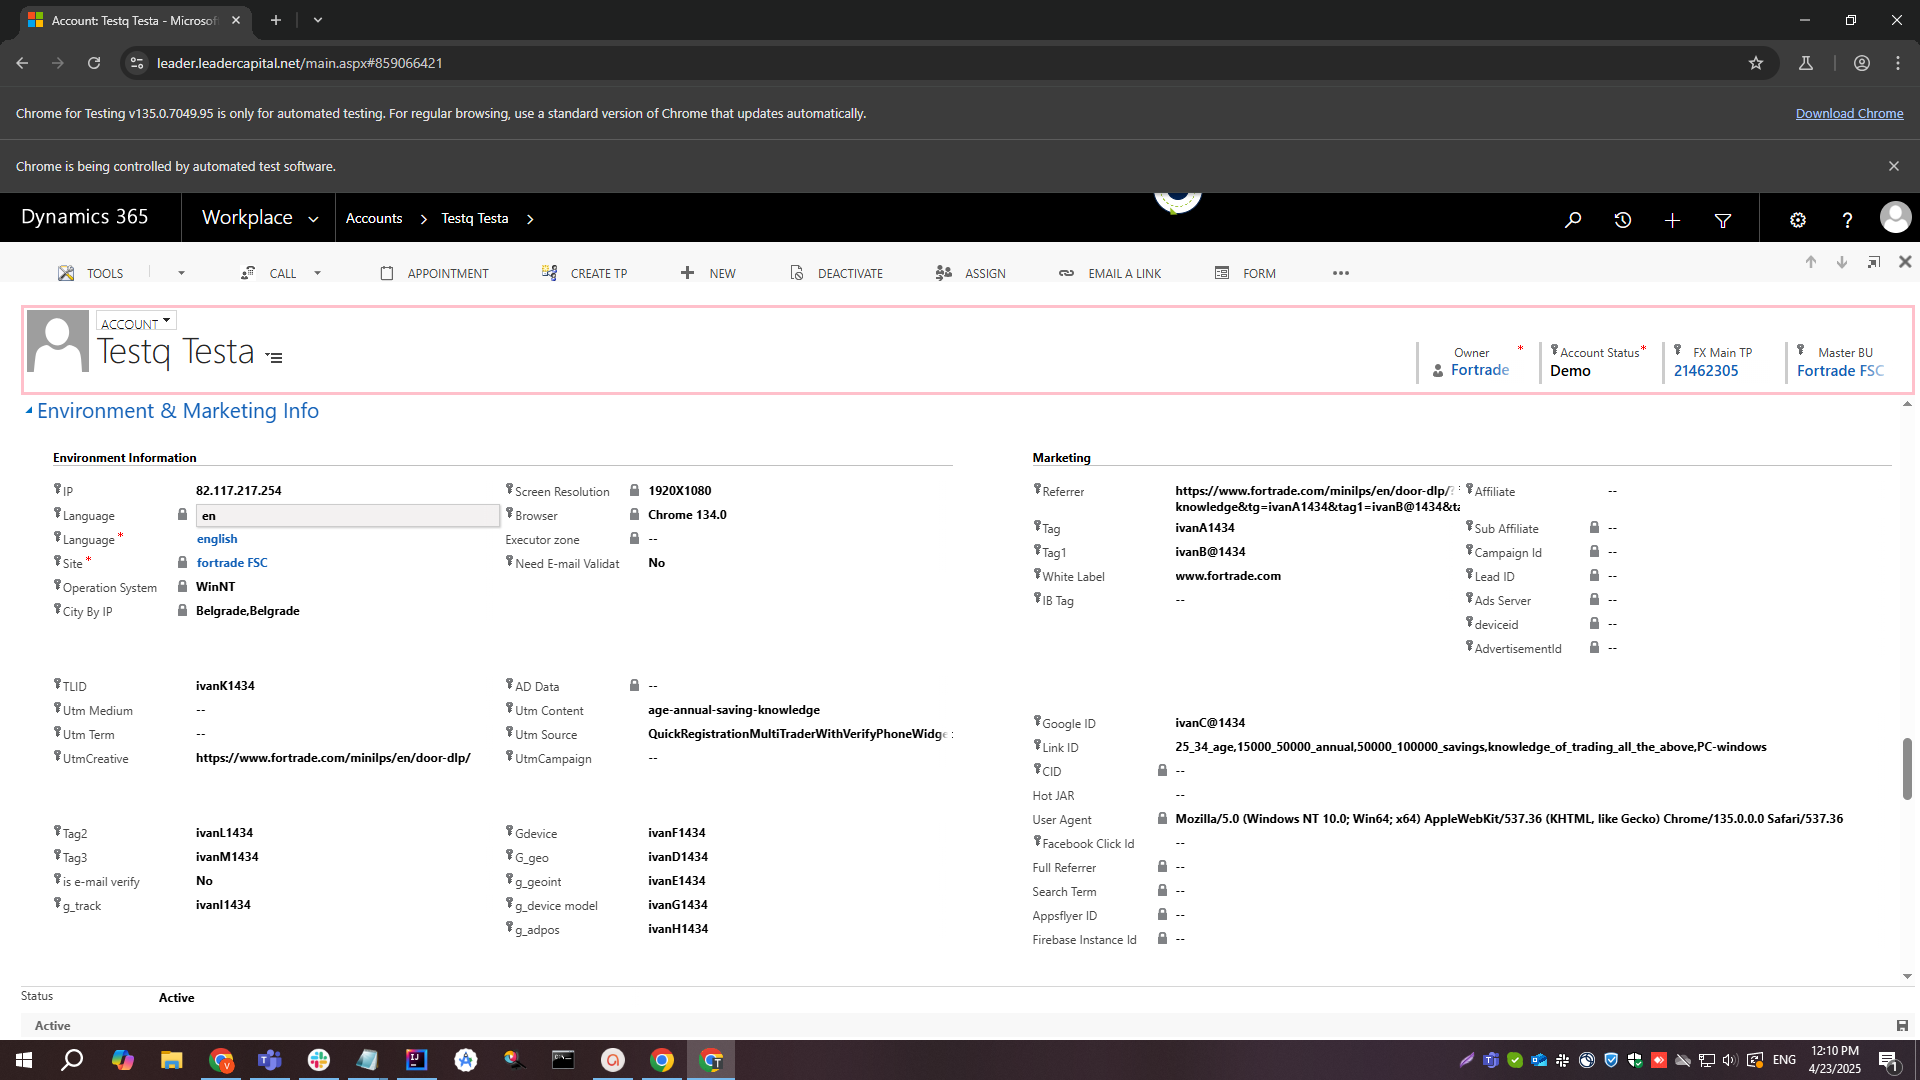 Account: Testq Testa - Microsof
leader.leadercapital.net/main.aspx#859066421
Chrome for Testing v135.0.7049.95 is only for automated testing. For regular browsing, use a standard version of Chrome that updates automatically.
Download Chrome
Chrome is being controlled by automated test software.
Dynamics 365
Workplace
Accounts
Testq Testa
TOOLS
CALL
APPOINTMENT
CREATE TP
NEW
DEACTIVATE
ASSIGN
EMAIL A LINK
FORM
ACCOUNT
Testq Testa
Owner *
Fortrade
Account Status *
Demo
FX Main TP
21462305
Master BU
Fortrade FSC
Environment & Marketing Info
Environment Information
IP 82.117.217.254
Language en
Language * english
Site * fortrade FSC
Operation System WinNT
City By IP Belgrade,Belgrade
Screen Resolution 1920X1080
Browser Chrome 134.0
Executor zone --
Need E-mail Validat No
TLID ivanK1434
Utm Medium --
Utm Term --
UtmCreative https://www.fortrade.com/minilps/en/door-dlp/
AD Data --
Utm Content age-annual-saving-knowledge
Utm Source QuickRegistrationMultiTraderWithVerifyPhoneWidge
UtmCampaign --
Tag2 ivanL1434
Tag3 ivanM1434
is e-mail verify No
g_track ivanI1434
Gdevice ivanF1434
G_geo ivanD1434
g_geoint ivanE1434
g_device model ivanG1434
g_adpos ivanH1434
Marketing
Referrer https://www.fortrade.com/minilps/en/door-dlp/?
knowledge&tg=ivanA1434&tag1=ivanB@1434&ta
Tag ivanA1434
Tag1 ivanB@1434
White Label www.fortrade.com
IB Tag --
Affiliate --
Sub Affiliate --
Campaign Id --
Lead ID --
Ads Server --
deviceid --
AdvertisementId --
Google ID ivanC@1434
Link ID 25_34_age,15000_50000_annual,50000_100000_savings,knowledge_of_trading_all_the_above,PC-windows
CID --
Hot JAR --
User Agent Mozilla/5.0 (Windows NT 10.0; Win64; x64) AppleWebKit/537.36 (KHTML, like Gecko) Chrome/135.0.0.0 Safari/537.36
Facebook Click Id --
Full Referrer --
Search Term --
Appsflyer ID --
Firebase Instance Id --
Status Active
Active
ENG
12:10 PM
4/23/2025
1